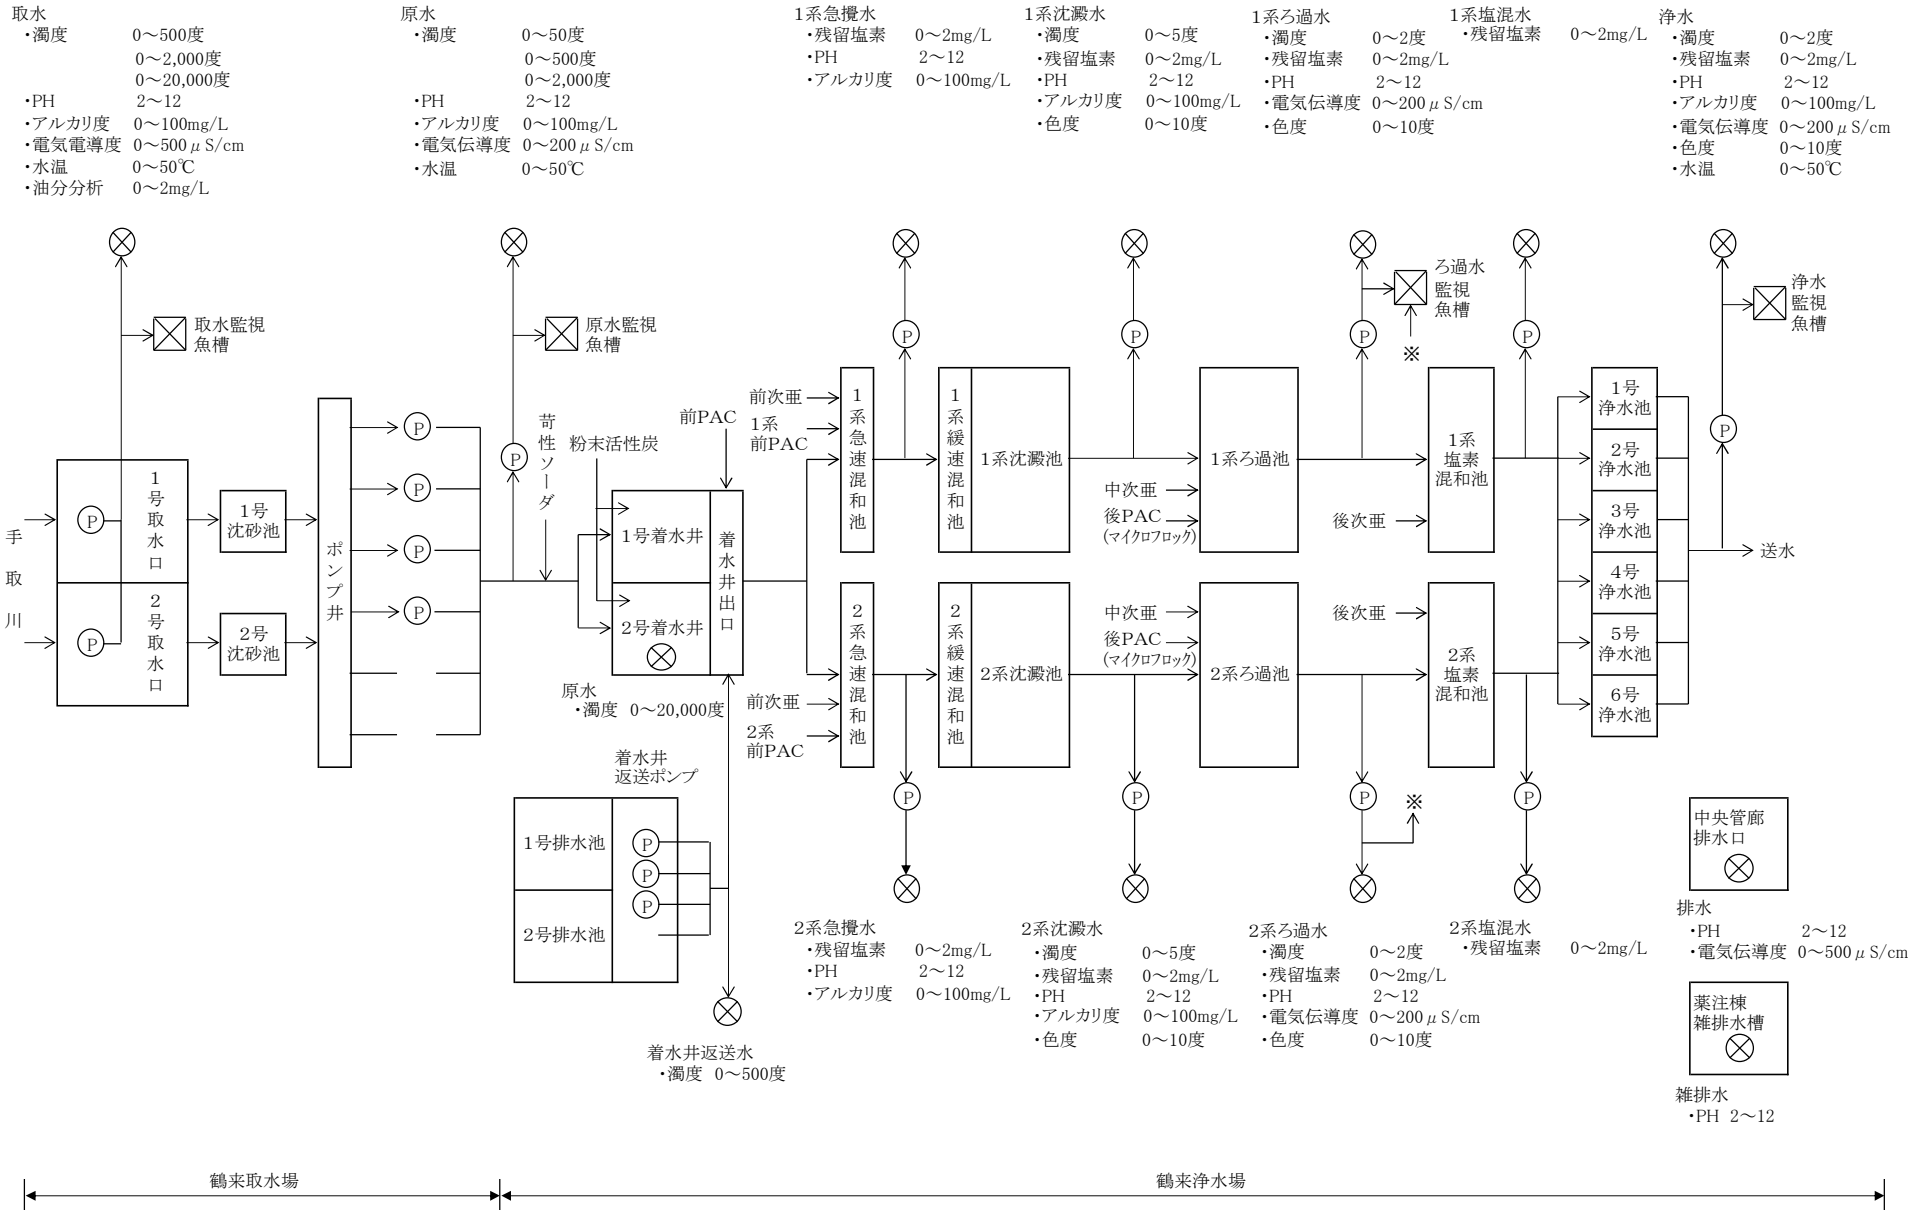 取水
・濁度 0～500度
0～2,000度
0～20,000度
・PH 2～12
・アルカリ度 0～100mg/L
・電気電導度 0～500μS/cm
・水温 0～50℃
・油分分析 0～2mg/L
原水
・濁度 0～50度
0～500度
0～2,000度
・PH 2～12
・アルカリ度 0～100mg/L
・電気伝導度 0～200μS/cm
・水温 0～50℃
1系急攪水
・残留塩素 0～2mg/L
・PH 2～12
・アルカリ度 0～100mg/L
1系沈澱水
・濁度 0～5度
・残留塩素 0～2mg/L
・PH 2～12
・アルカリ度 0～100mg/L
・色度 0～10度
1系ろ過水
・濁度 0～2度
・残留塩素 0～2mg/L
・PH 2～12
・電気伝導度 0～200μS/cm
・色度 0～10度
1系塩混水
・残留塩素 0～2mg/L
浄水
・濁度 0～2度
・残留塩素 0～2mg/L
・PH 2～12
・アルカリ度 0～100mg/L
・電気伝導度 0～200μS/cm
・色度 0～10度
・水温 0～50℃
取水監視
魚槽
原水監視
魚槽
ろ過水
監視
魚槽
※
浄水
監視
魚槽
P
P
P
P
P
手取川
P
1号取水口
P
2号取水口
1号
沈砂池
2号
沈砂池
ポンプ井
P
P
P
P
P
苛性ソーダ
粉末活性炭
前PAC
1号着水井
2号着水井
着水井出口
原水
・濁度 0～20,000度
前次亜
1系
前PAC
1系急速混和池
1系緩速混和池
1系沈澱池
中次亜
後PAC
(マイクロフロック)
1系ろ過池
後次亜
1系
塩素
混和池
前次亜
2系
前PAC
2系急速混和池
2系緩速混和池
2系沈澱池
中次亜
後PAC
(マイクロフロック)
2系ろ過池
後次亜
2系
塩素
混和池
1号
浄水池
2号
浄水池
3号
浄水池
4号
浄水池
5号
浄水池
6号
浄水池
送水
着水井
返送ポンプ
1号排水池
2号排水池
P
P
P
着水井返送水
・濁度 0～500度
P
P
P
※
P
2系急攪水
・残留塩素 0～2mg/L
・PH 2～12
・アルカリ度 0～100mg/L
2系沈澱水
・濁度 0～5度
・残留塩素 0～2mg/L
・PH 2～12
・アルカリ度 0～100mg/L
・色度 0～10度
2系ろ過水
・濁度 0～2度
・残留塩素 0～2mg/L
・PH 2～12
・電気伝導度 0～200μS/cm
・色度 0～10度
2系塩混水
・残留塩素 0～2mg/L
中央管廊
排水口
排水
・PH 2～12
・電気伝導度 0～500μS/cm
薬注棟
雑排水槽
雑排水
・PH 2～12
鶴来取水場
鶴来浄水場